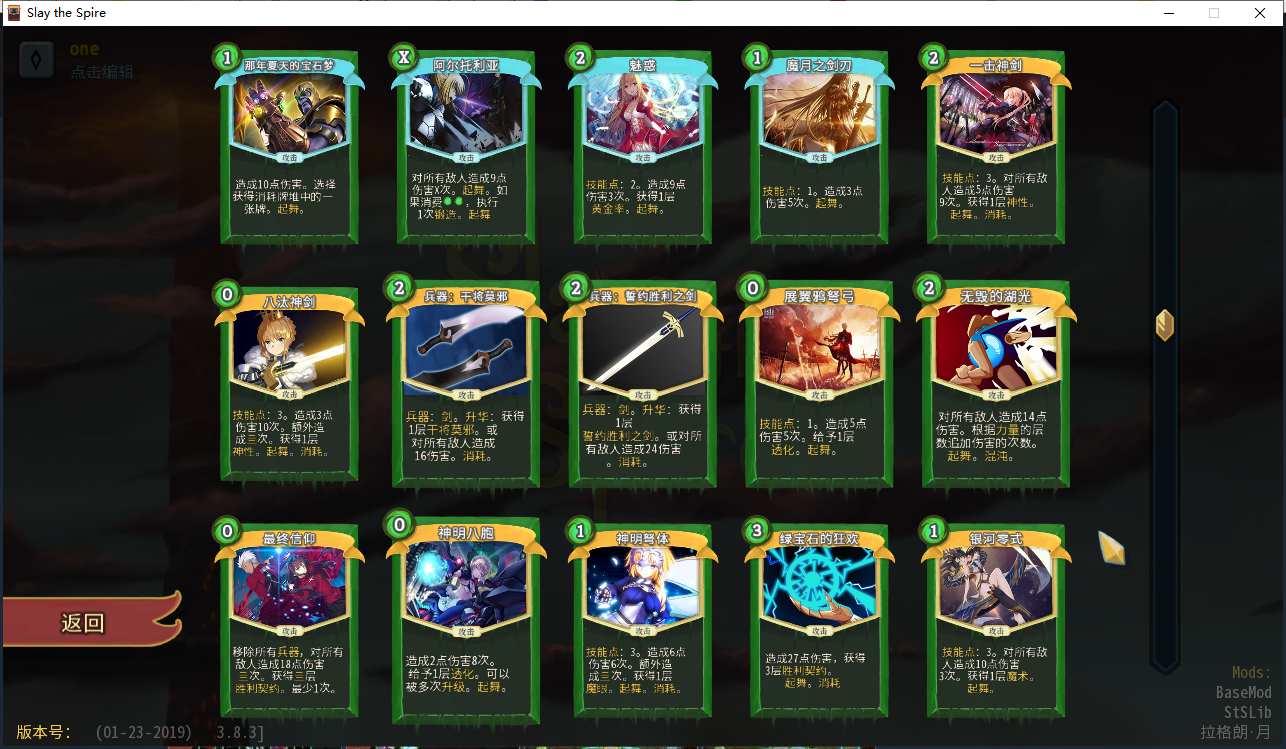 Slay the Spire
one
点击编辑
1
那年夏天的宝石梦
攻击
造成10点伤害。选择
获得消耗牌堆中的一
张牌。起舞。
X
阿尔托利亚
攻击
对所有敌人造成9点
伤害X次。起舞。如
果消费，执行
1次锻造。起舞
2
魅惑
攻击
技能点：2。造成9点
伤害3次。获得1层
黄金率。起舞。
1
魔月之剑刃
攻击
技能点：1。造成3点
伤害5次。起舞。
2
一击神剑
攻击
技能点：3。对所有敌
人造成5点伤害
9次。获得1层神性。
起舞。消耗。
0
八汰神剑
攻击
技能点：3。造成3点
伤害10次。额外造
成三次。获得1层
神性。起舞。消耗。
2
兵器：干将莫邪
攻击
兵器：剑。升华：获得
1层干将莫邪。或
对所有敌人造成
16伤害。消耗。
2
兵器：誓约胜利之剑
攻击
兵器：剑。升华：获得
1层
誓约胜利之剑。或对所
有敌人造成24伤害
。消耗。
0
展翼鸦弩弓
攻击
技能点：1。造成5点
伤害5次。给予1层
透化。起舞。
2
无毁的湖光
攻击
对所有敌人造成14点
伤害。根据力量的层
数追加伤害的次数。
起舞。混沌。
0
最终信仰
攻击
移除所有兵器，对所有
敌人造成18点伤害
三次。获得三层
胜利契约。最少1次。
0
神明八胞
攻击
造成2点伤害8次。
给予1层透化。可以
被多次升级。起舞。
1
神明弩体
攻击
技能点：3。造成6点
伤害6次。额外造
成三次。获得1层
魔眼。起舞。消耗。
3
绿宝石的狂欢
攻击
造成27点伤害，获得
3层胜利契约。
起舞。消耗
1
银河零式
攻击
技能点：3。对所有敌
人造成10点伤害
3次。获得1层魔术。
起舞。
返回
Mods:
BaseMod
StSLib
拉格朗·月
版本号： (01-23-2019) 3.8.3]